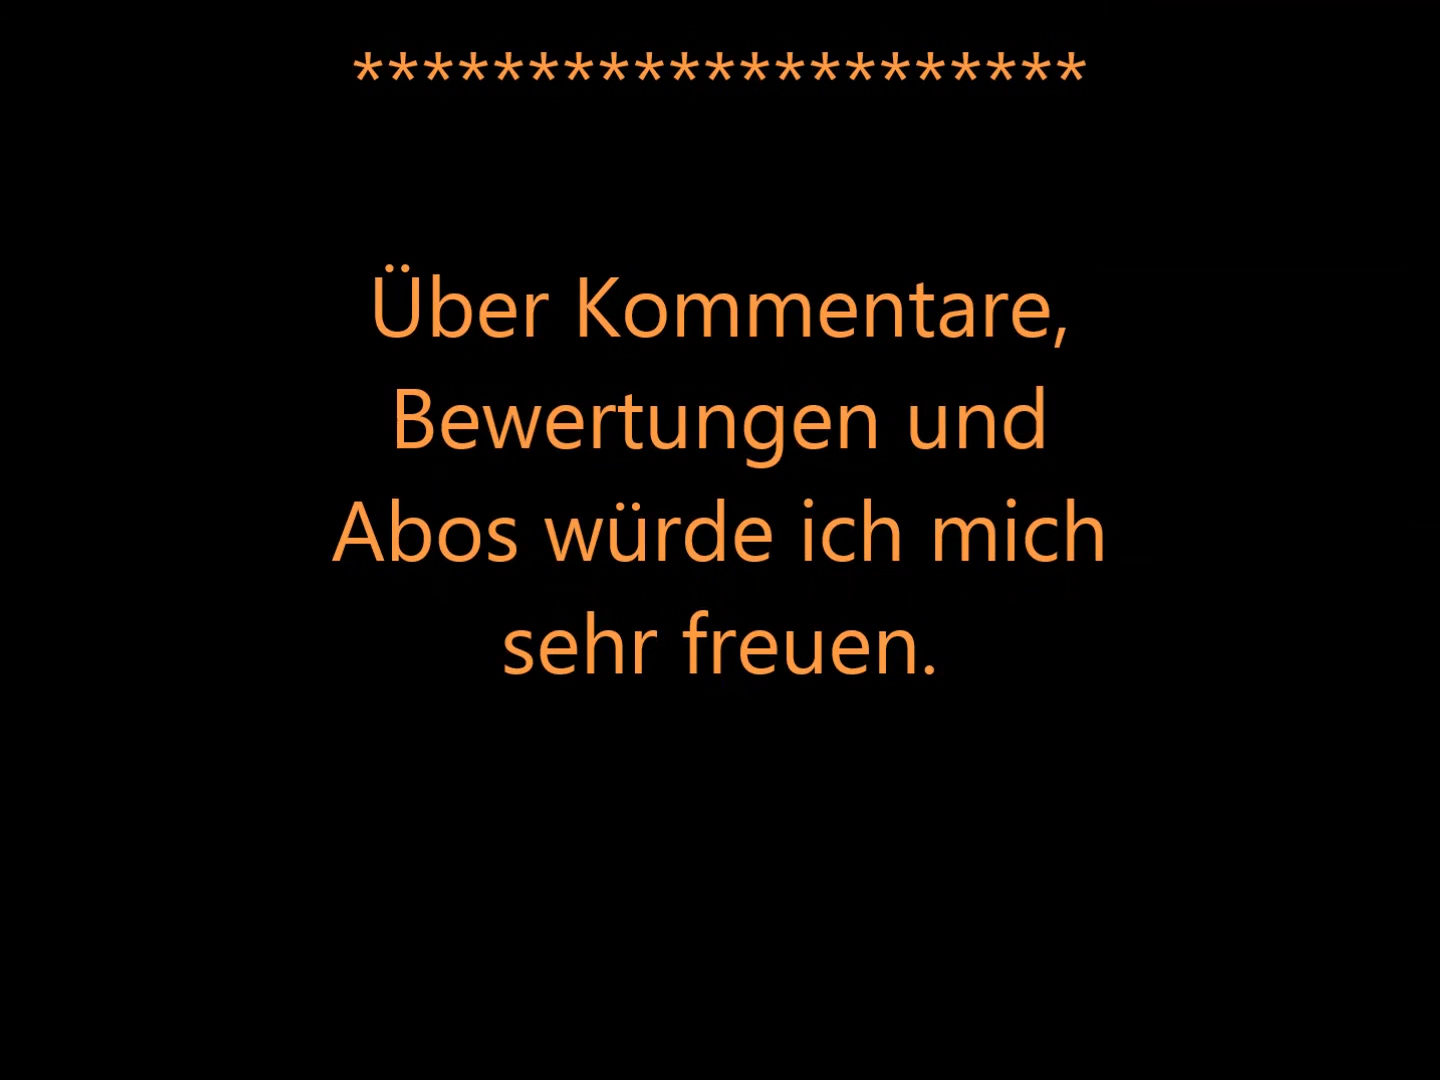 *********************
Über Kommentare,
Bewertungen und
Abos würde ich mich
sehr freuen.